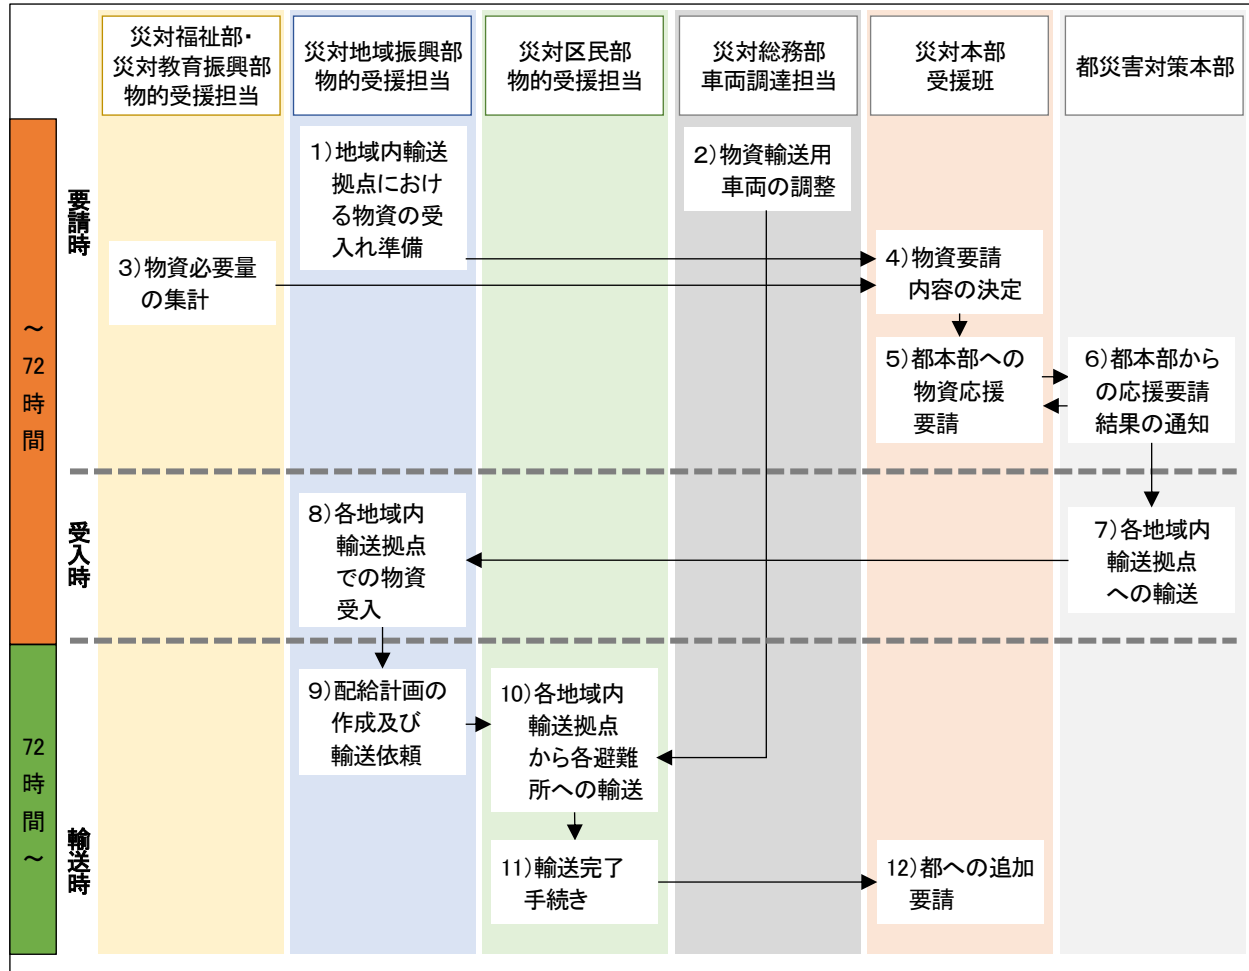 災対福祉部・
災対教育振興部
物的受援担当
災対地域振興部
物的受援担当
災対区民部
物的受援担当
災対総務部
車両調達担当
災対本部
受援班
都災害対策本部
～72時間
72時間～
要請時
受入時
輸送時
1)地域内輸送
拠点におけ
る物資の受
入れ準備
2)物資輸送用
車両の調整
3)物資必要量
の集計
4)物資要請
内容の決定
5)都本部への
物資応援
要請
6)都本部から
の応援要請
結果の通知
7)各地域内
輸送拠点
への輸送
8)各地域内
輸送拠点
での物資
受入
9)配給計画の
作成及び
輸送依頼
10)各地域内
輸送拠点
から各避難
所への輸送
11)輸送完了
手続き
12)都への追加
要請